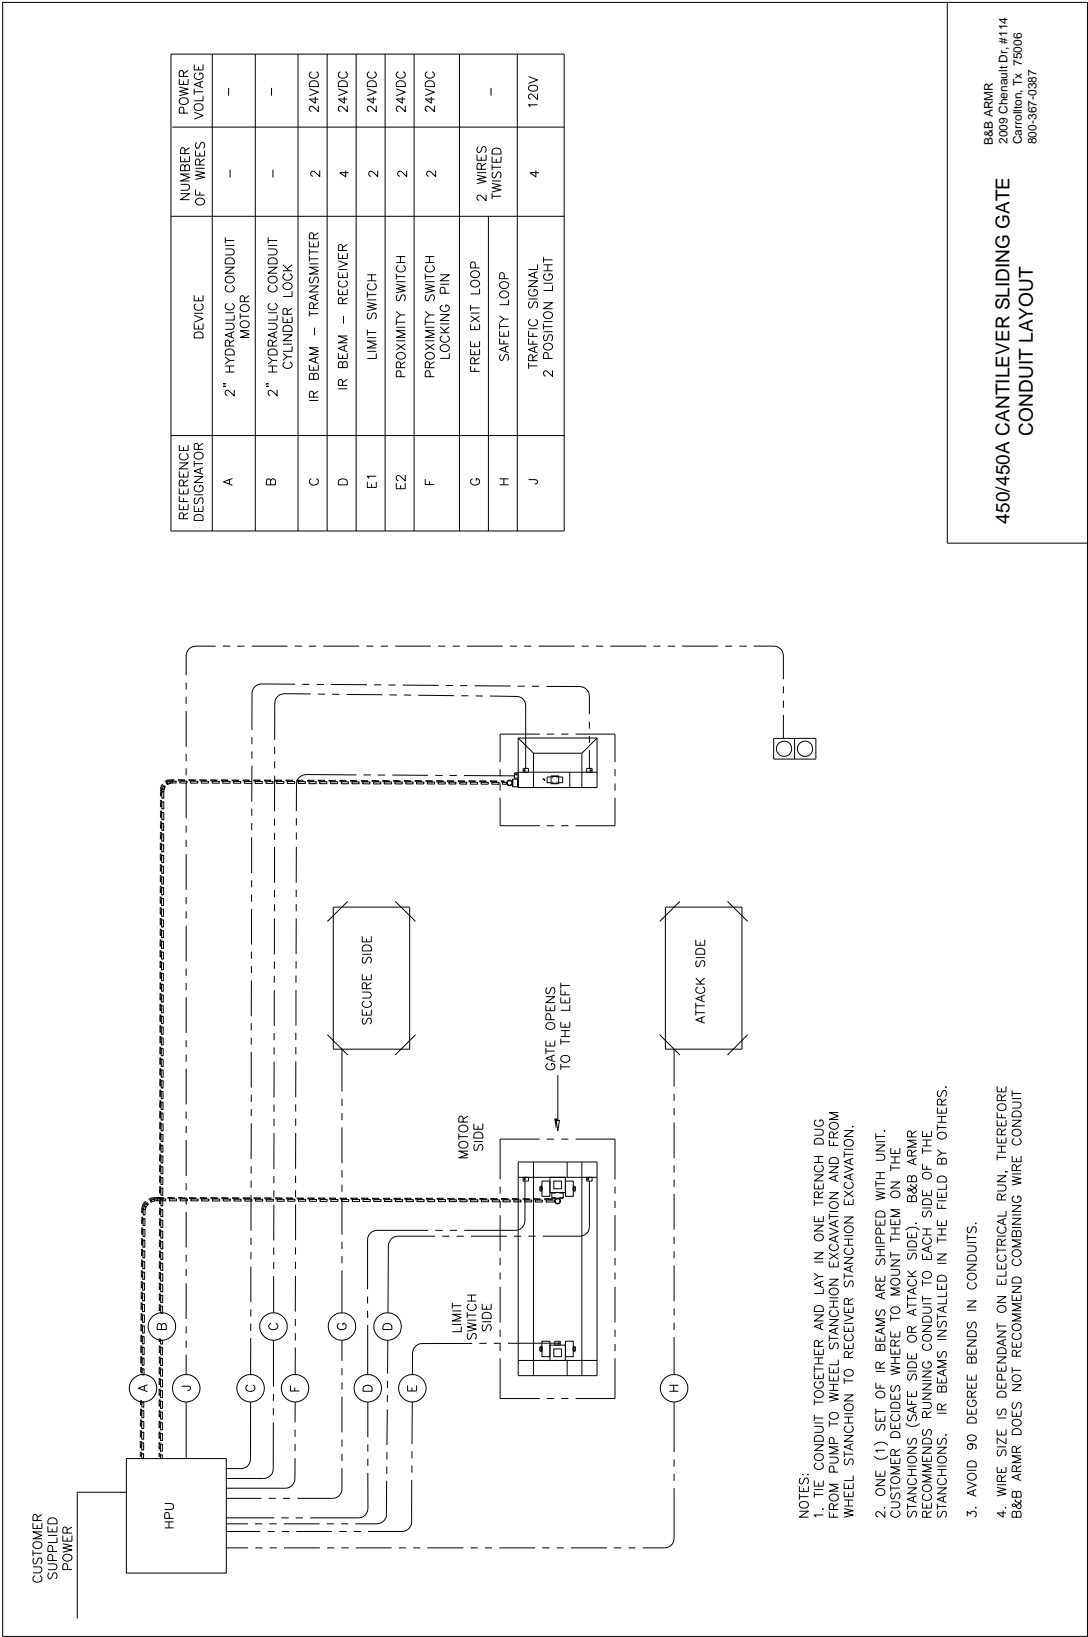 CUSTOMER
SUPPLIED
POWER
HPU
A
B
J
C
C
F
G
D
D
E
H
SECURE SIDE
MOTOR
SIDE
LIMIT
SWITCH
SIDE
GATE OPENS
TO THE LEFT
ATTACK SIDE
REFERENCE
DESIGNATOR
DEVICE
NUMBER
OF WIRES
POWER
VOLTAGE
A 2" HYDRAULIC CONDUIT
MOTOR – –
B 2" HYDRAULIC CONDUIT
CYLINDER LOCK – –
C IR BEAM – TRANSMITTER 2 24VDC
D IR BEAM – RECEIVER 4 24VDC
E1 LIMIT SWITCH 2 24VDC
E2 PROXIMITY SWITCH 2 24VDC
F PROXIMITY SWITCH
LOCKING PIN 2 24VDC
G FREE EXIT LOOP
H SAFETY LOOP
2 WIRES
TWISTED –
J TRAFFIC SIGNAL
2 POSITION LIGHT 4 120V
NOTES:
1. TIE CONDUIT TOGETHER AND LAY IN ONE TRENCH DUG
FROM PUMP TO WHEEL STANCHION EXCAVATION AND FROM
WHEEL STANCHION TO RECEIVER STANCHION EXCAVATION.
2. ONE (1) SET OF IR BEAMS ARE SHIPPED WITH UNIT.
CUSTOMER DECIDES WHERE TO MOUNT THEM ON THE
STANCHIONS (SAFE SIDE OR ATTACK SIDE). B&B ARMR
RECOMMENDS RUNNING CONDUIT TO EACH SIDE OF THE
STANCHIONS. IR BEAMS INSTALLED IN THE FIELD BY OTHERS.
3. AVOID 90 DEGREE BENDS IN CONDUITS.
4. WIRE SIZE IS DEPENDANT ON ELECTRICAL RUN, THEREFORE
B&B ARMR DOES NOT RECOMMEND COMBINING WIRE CONDUIT
450/450A CANTILEVER SLIDING GATE
CONDUIT LAYOUT
B&B ARMR
2009 Chenault Dr, #114
Carrollton, Tx 75006
800-367-0387